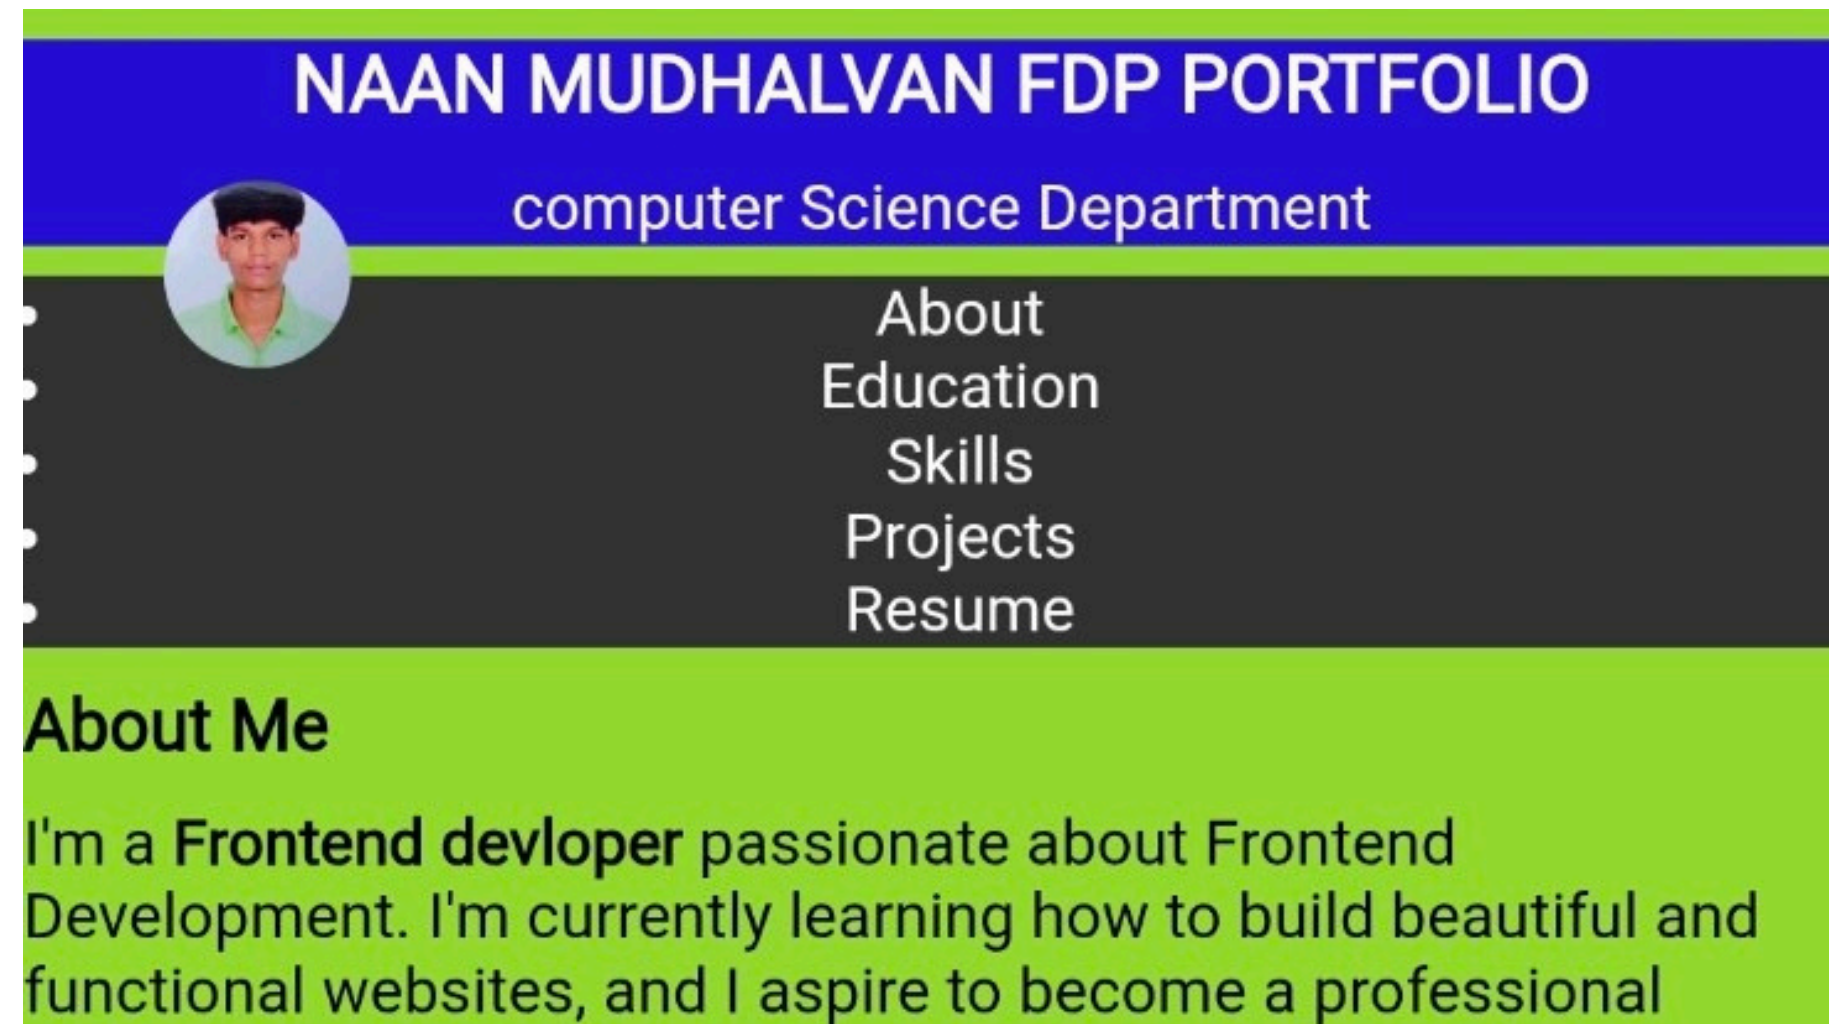 NAAN MUDHALVAN FDP PORTFOLIO
computer Science Department
About
Education
Skills
Projects
Resume
About Me
I'm a Frontend devloper passionate about Frontend
Development. I'm currently learning how to build beautiful and
functional websites, and I aspire to become a professional